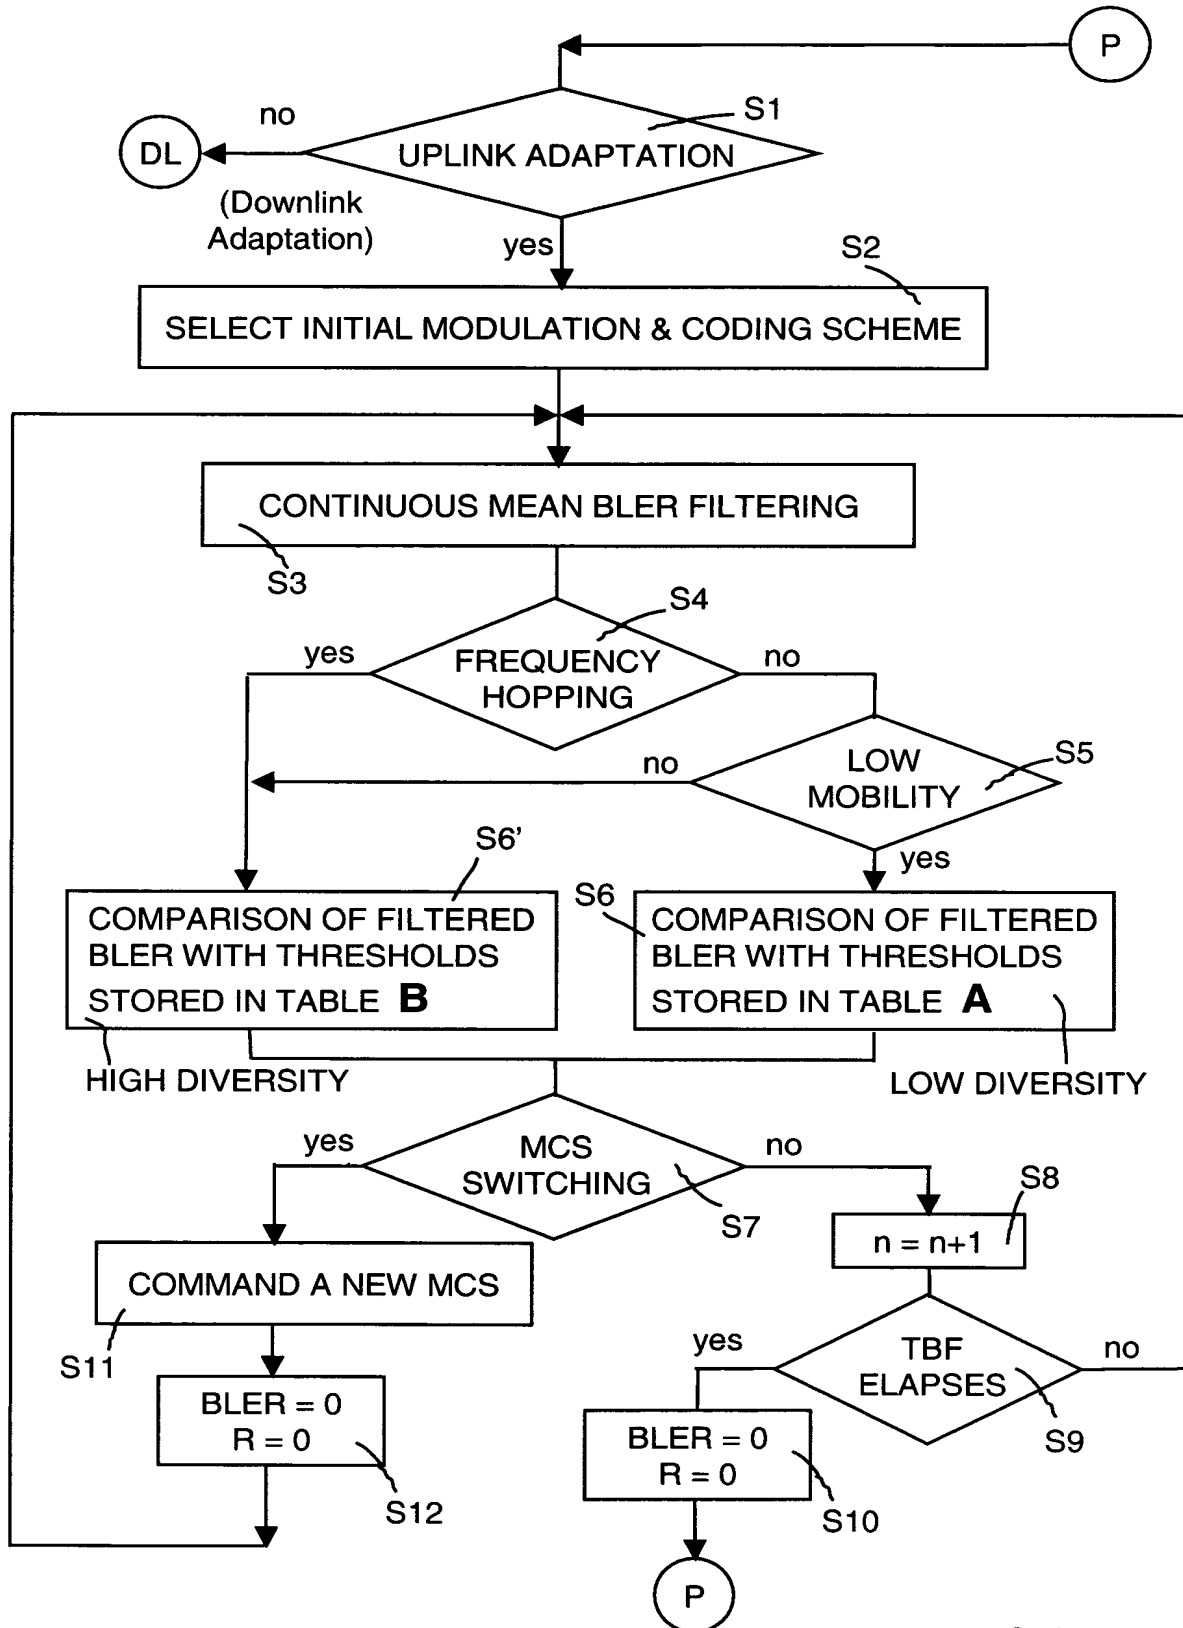 P
no
S1
DL
UPLINK ADAPTATION
(Downlink
Adaptation)
yes
S2
SELECT INITIAL MODULATION & CODING SCHEME
CONTINUOUS MEAN BLER FILTERING
S3
S4
yes
FREQUENCY
HOPPING
no
no
LOW
MOBILITY
S5
S6'
yes
S6
COMPARISON OF FILTERED
BLER WITH THRESHOLDS
STORED IN TABLE B
COMPARISON OF FILTERED
BLER WITH THRESHOLDS
STORED IN TABLE A
HIGH DIVERSITY
LOW DIVERSITY
yes
MCS
SWITCHING
no
S7
S8
n = n+1
COMMAND A NEW MCS
S11
yes
TBF
ELAPSES
no
S9
BLER = 0
R = 0
S12
BLER = 0
R = 0
S10
P